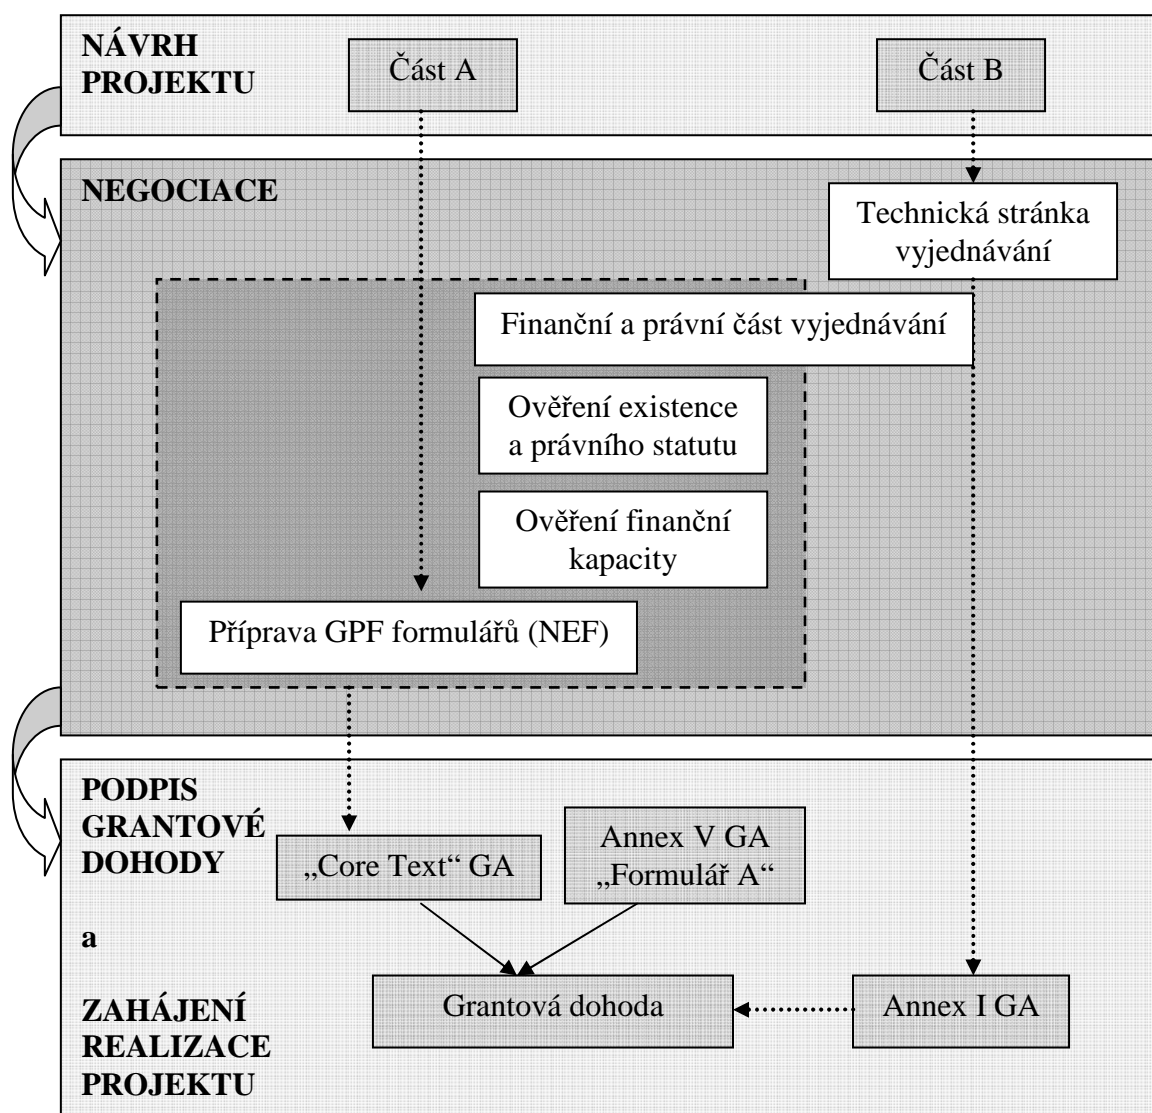 NÁVRH
PROJEKTU
Část A
Část B
NEGOCIACE
Technická stránka
vyjednávání
Finanční a právní část vyjednávání
Ověření existence
a právního statutu
Ověření finanční
kapacity
Příprava GPF formulářů (NEF)
PODPIS
GRANTOVÉ
DOHODY
„Core Text“ GA
Annex V GA
„Formulář A“
a
ZAHÁJENÍ
REALIZACE
PROJEKTU
Grantová dohoda
Annex I GA